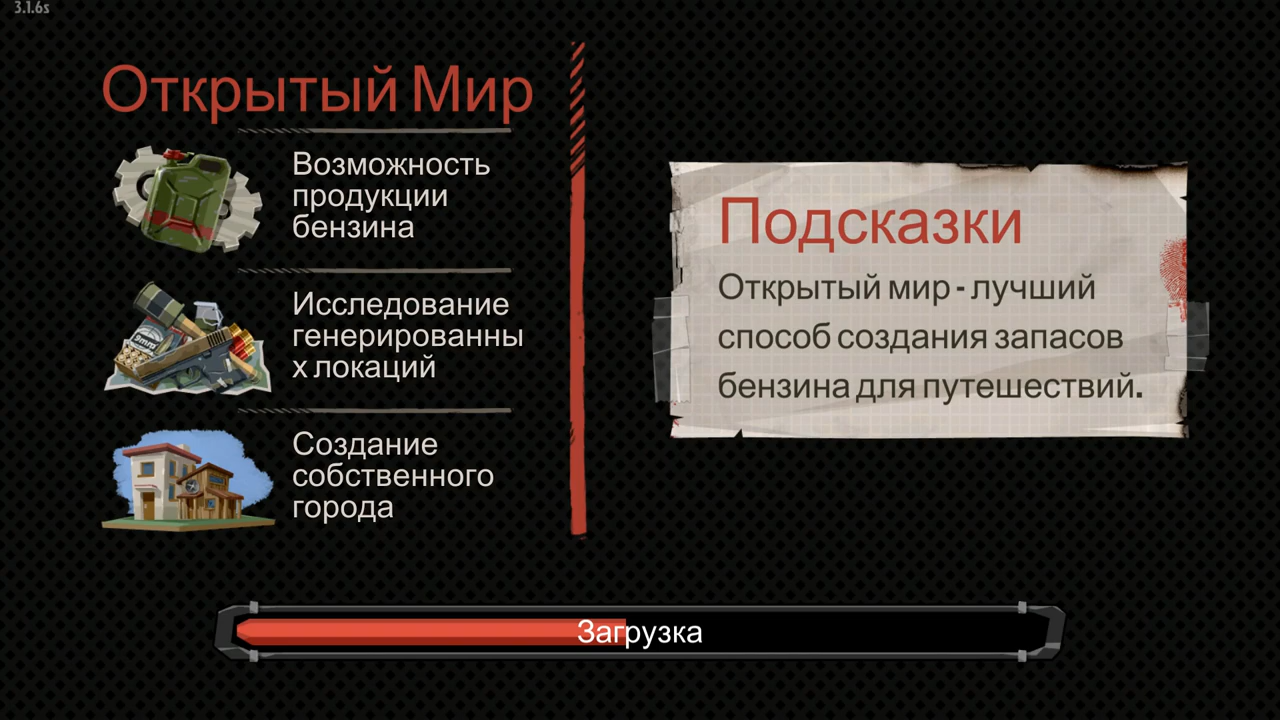 3.1.6s
Открытый Мир
Возможность
продукции
бензина
Исследование
генерированны
х локаций
Создание
собственного
города
Подсказки
Открытый мир - лучший
способ создания запасов
бензина для путешествий.
Загрузка